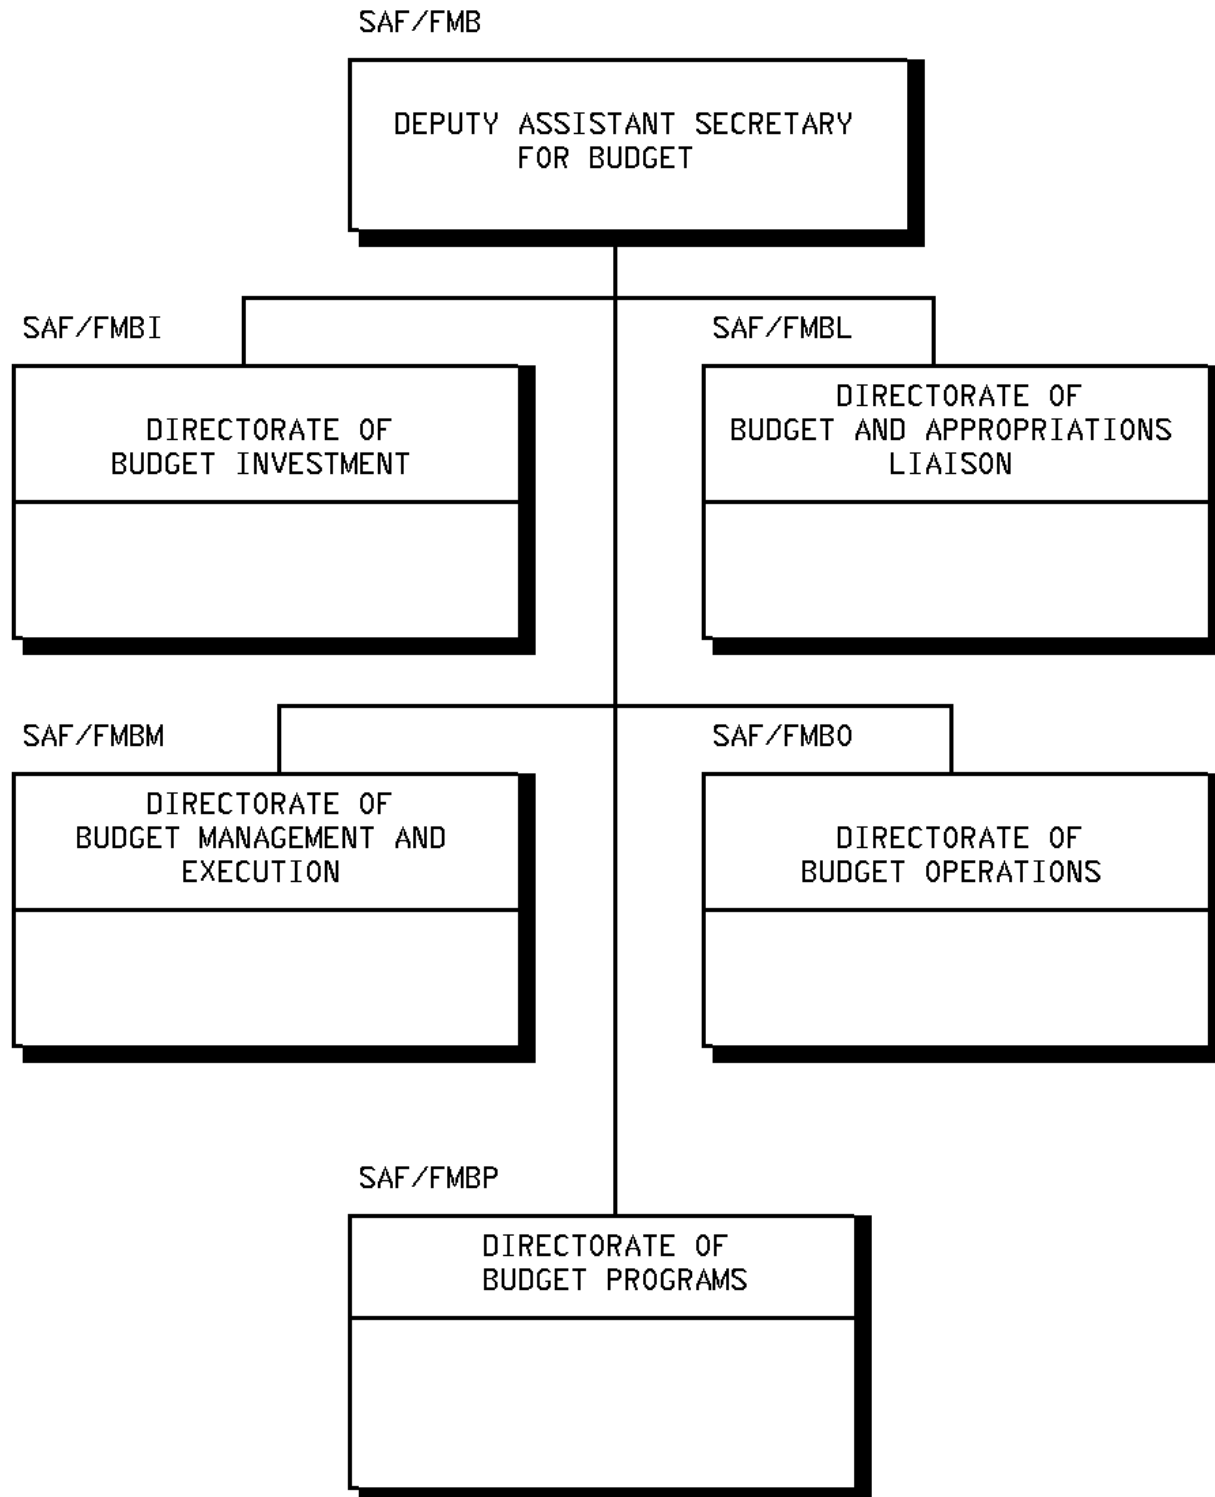 SAF/FMB
DEPUTY ASSISTANT SECRETARY
FOR BUDGET
SAF/FMBI
DIRECTORATE OF
BUDGET INVESTMENT
SAF/FMBL
DIRECTORATE OF
BUDGET AND APPROPRIATIONS
LIAISON
SAF/FMBM
DIRECTORATE OF
BUDGET MANAGEMENT AND
EXECUTION
SAF/FMBO
DIRECTORATE OF
BUDGET OPERATIONS
SAF/FMBP
DIRECTORATE OF
BUDGET PROGRAMS